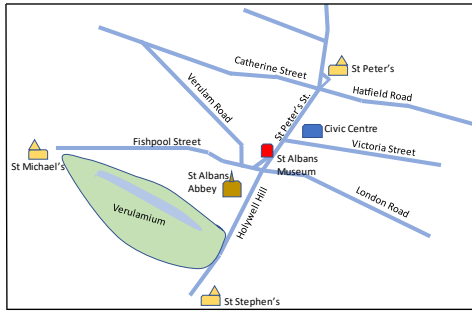 St Peter's
Catherine Street
Hatfield Road
Verulam Road
St Peter's St.
Civic Centre
Fishpool Street
Victoria Street
St Albans
Museum
St Michael's
St Albans
Abbey
London Road
Verulamium
Holywell Hill
St Stephen's